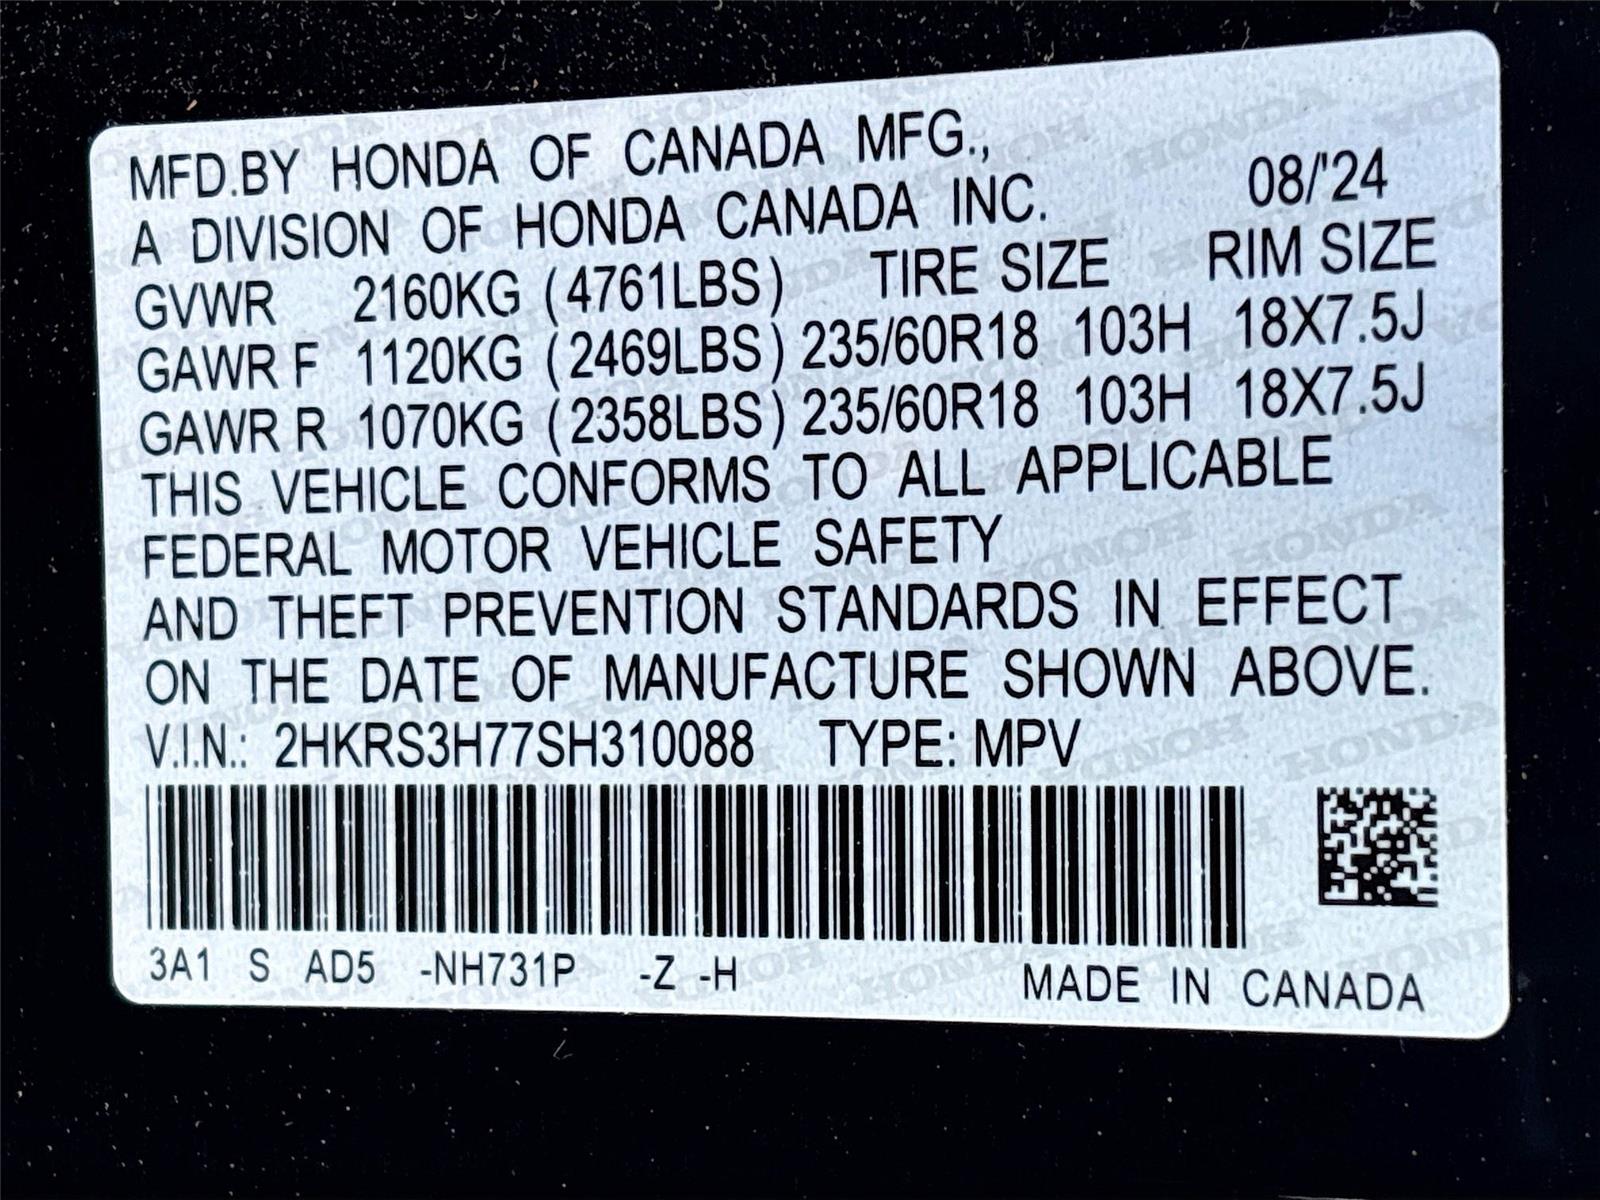 MFD.BY HONDA OF CANADA MFG.,
A DIVISION OF HONDA CANADA INC. 08/'24
GVWR 2160KG (4761LBS) TIRE SIZE RIM SIZE
GAWR F 1120KG (2469LBS) 235/60R18 103H 18X7.5J
GAWR R 1070KG (2358LBS) 235/60R18 103H 18X7.5J
THIS VEHICLE CONFORMS TO ALL APPLICABLE
FEDERAL MOTOR VEHICLE SAFETY
AND THEFT PREVENTION STANDARDS IN EFFECT
ON THE DATE OF MANUFACTURE SHOWN ABOVE.
V.I.N.: 2HKRS3H77SH310088 TYPE: MPV
3A1 S AD5 -NH731P -Z -H MADE IN CANADA